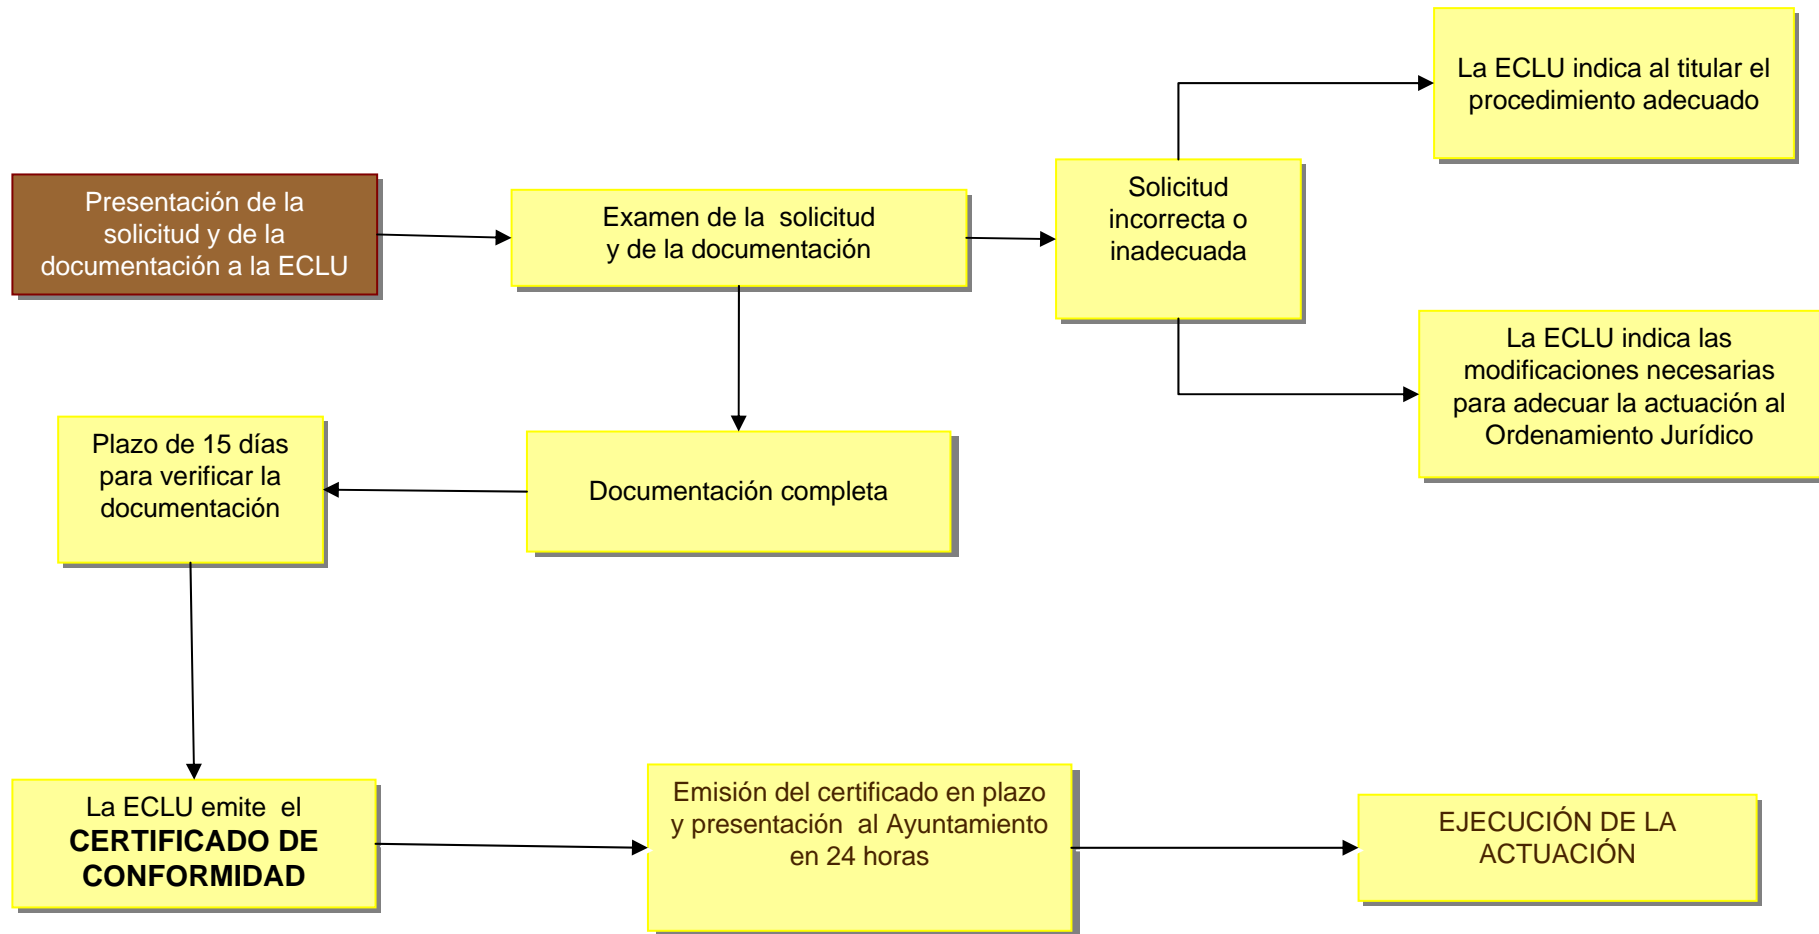 La ECLU indica al titular el
procedimiento adecuado
Presentación de la
solicitud y de la
documentación a la ECLU
Examen de la solicitud
y de la documentación
Solicitud
incorrecta o
inadecuada
La ECLU indica las
modificaciones necesarias
para adecuar la actuación al
Ordenamiento Jurídico
Plazo de 15 días
para verificar la
documentación
Documentación completa
La ECLU emite el
CERTIFICADO DE
CONFORMIDAD
Emisión del certificado en plazo
y presentación al Ayuntamiento
en 24 horas
EJECUCIÓN DE LA
ACTUACIÓN